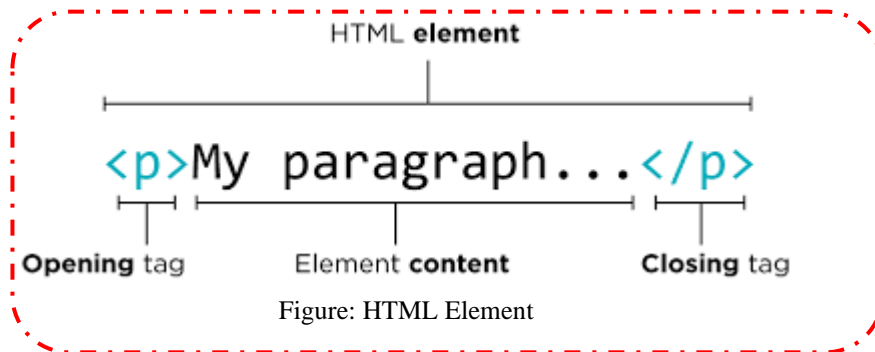 HTML element
<p>My paragraph...</p>
Opening tag Element content Closing tag
Figure: HTML Element